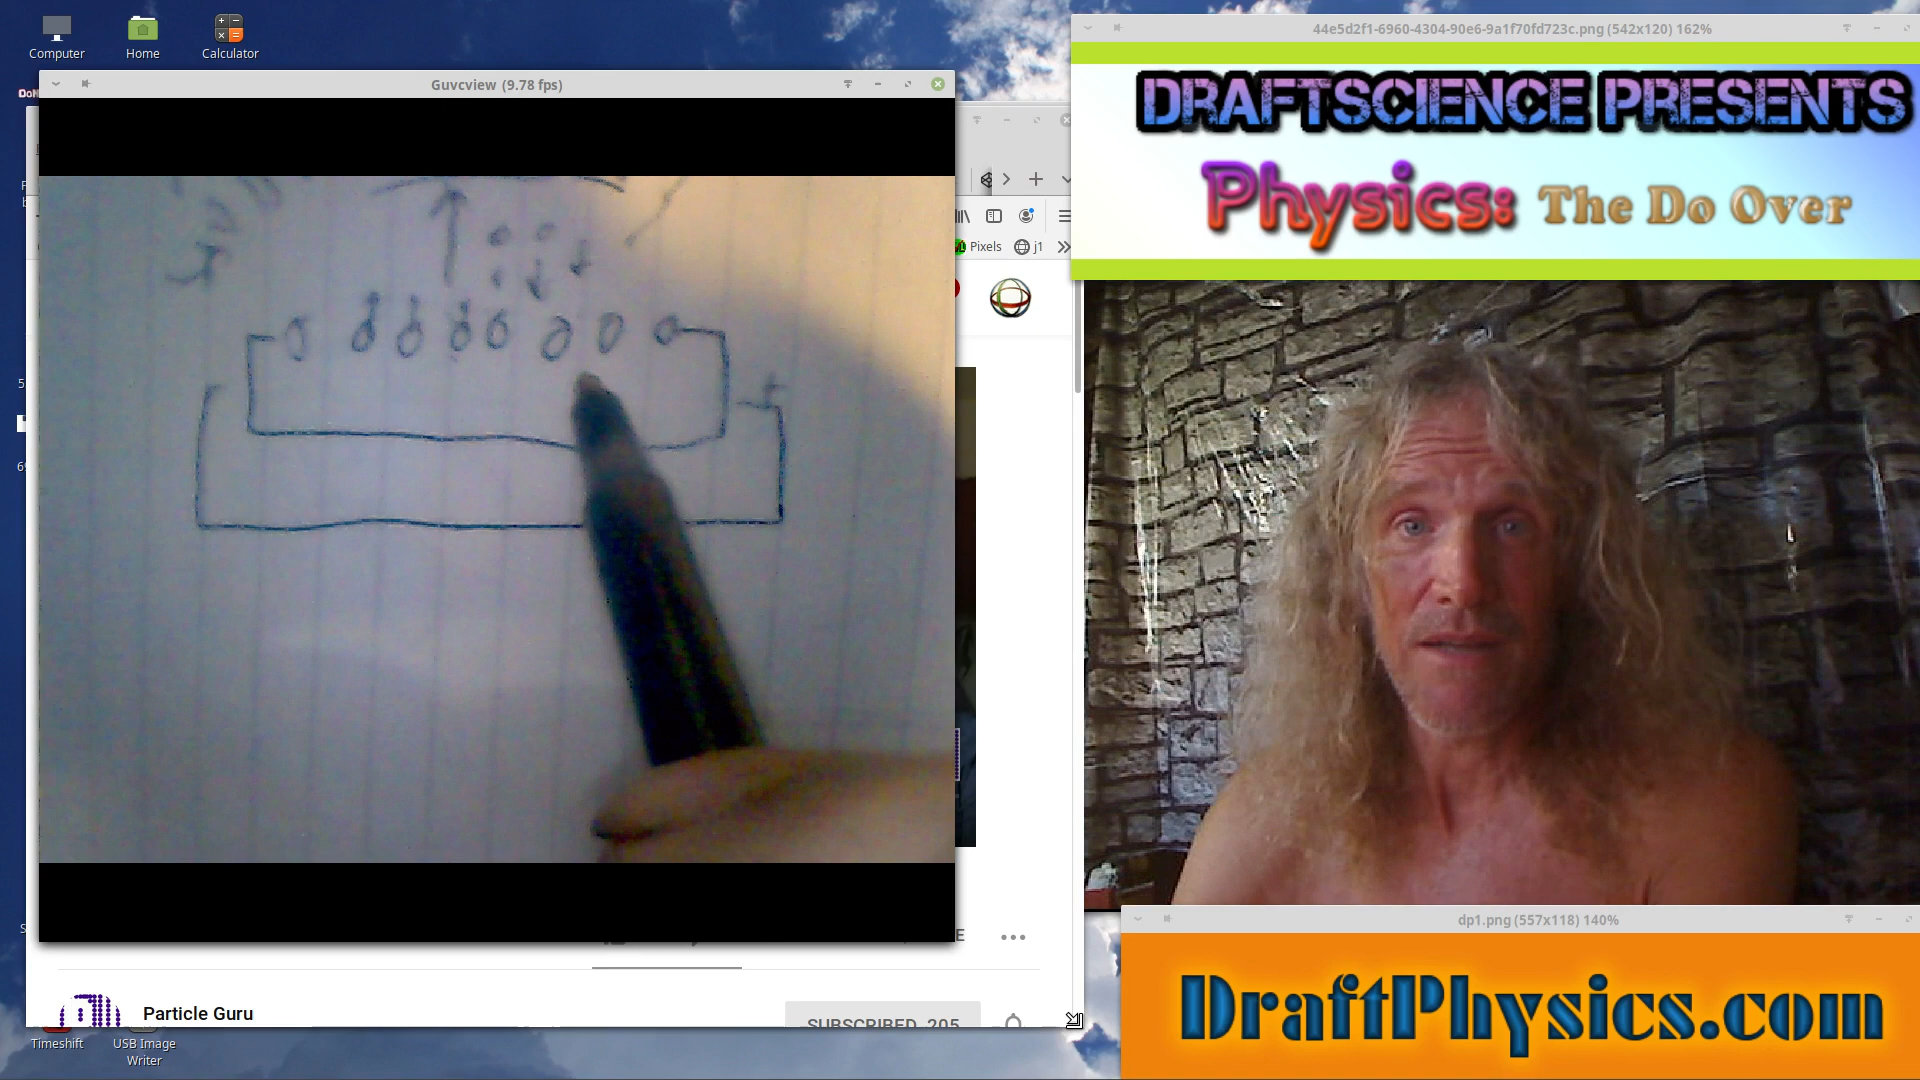 Computer
Home
Calculator
Guvcview (9.78 fps)
44e5d2f1-6960-4304-90e6-9a1f70fd723c.png (542x120) 162%
DRAFTSCIENCE PRESENTS
Physics: The Do Over
Pixels
j1
Particle Guru
SUBSCRIBED 205
Timeshift
USB Image
Writer
dp1.png (557x118) 140%
DraftPhysics.com